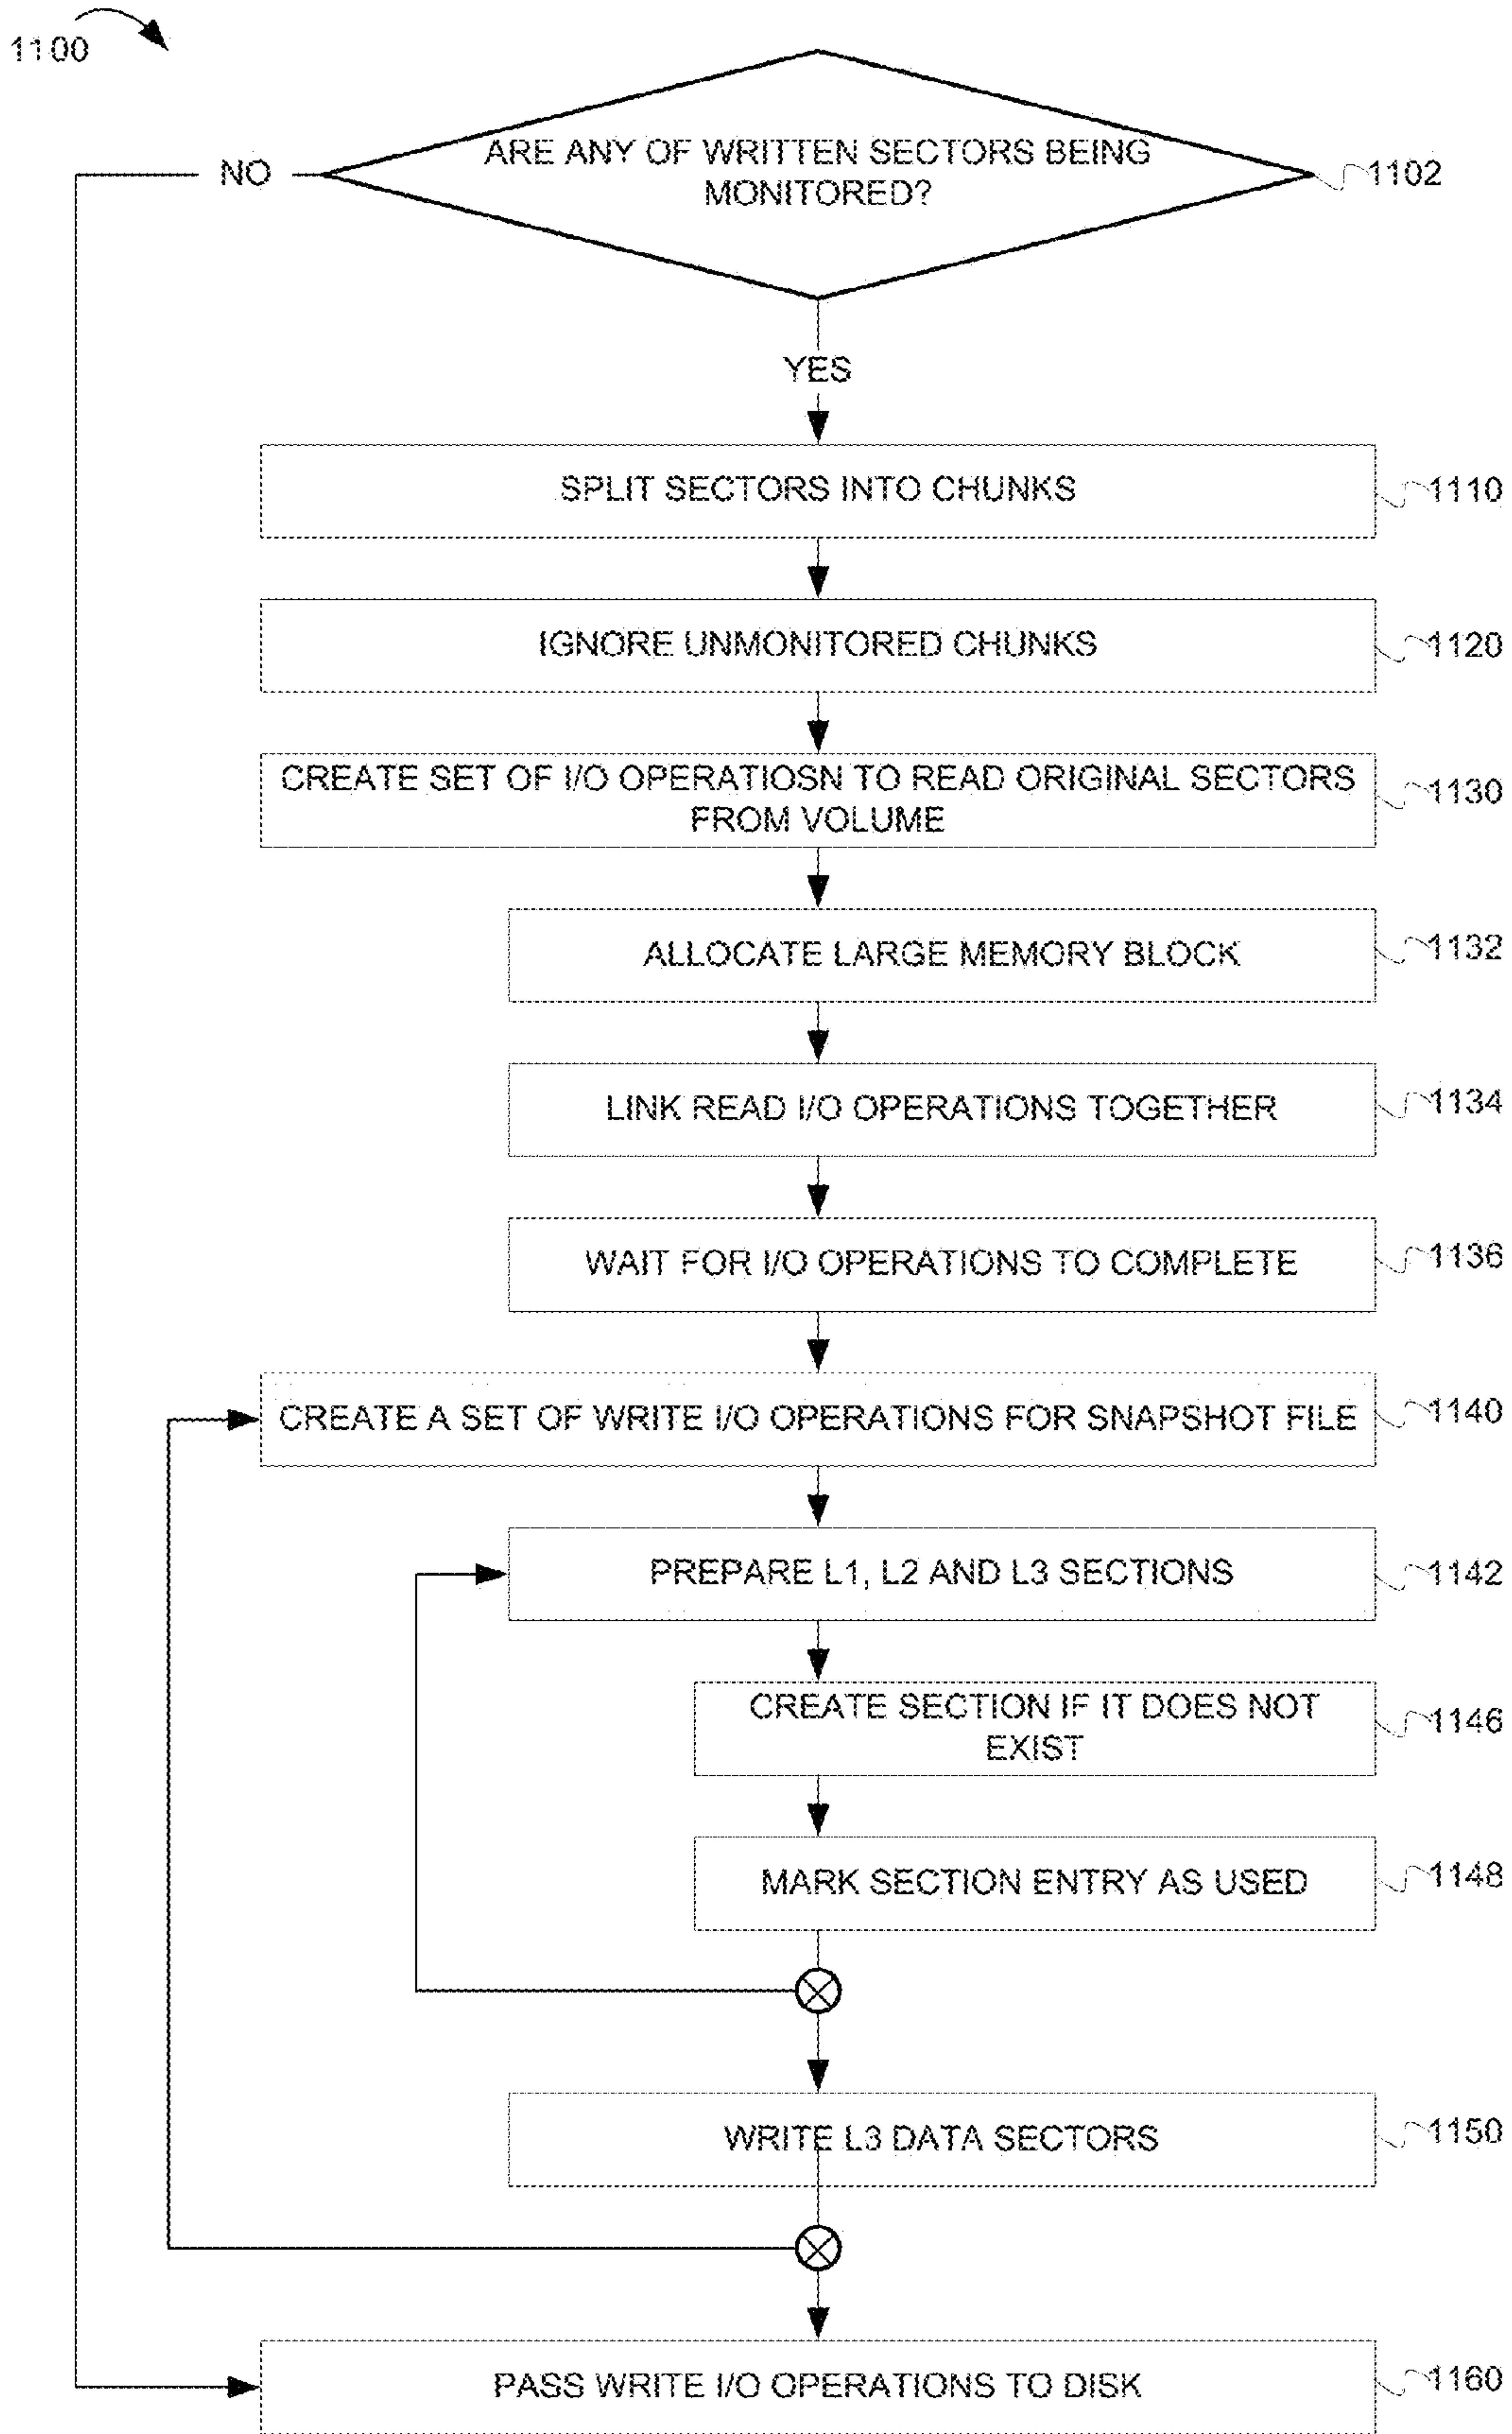 1100
ARE ANY OF WRITTEN SECTORS BEING
MONITORED?
1102
NO
YES
SPLIT SECTORS INTO CHUNKS
1110
IGNORE UNMONITORED CHUNKS
1120
CREATE SET OF I/O OPERATIOSN TO READ ORIGINAL SECTORS
FROM VOLUME
1130
ALLOCATE LARGE MEMORY BLOCK
1132
LINK READ I/O OPERATIONS TOGETHER
1134
WAIT FOR I/O OPERATIONS TO COMPLETE
1136
CREATE A SET OF WRITE I/O OPERATIONS FOR SNAPSHOT FILE
1140
PREPARE L1, L2 AND L3 SECTIONS
1142
CREATE SECTION IF IT DOES NOT
EXIST
1146
MARK SECTION ENTRY AS USED
1148
WRITE L3 DATA SECTORS
1150
PASS WRITE I/O OPERATIONS TO DISK
1160